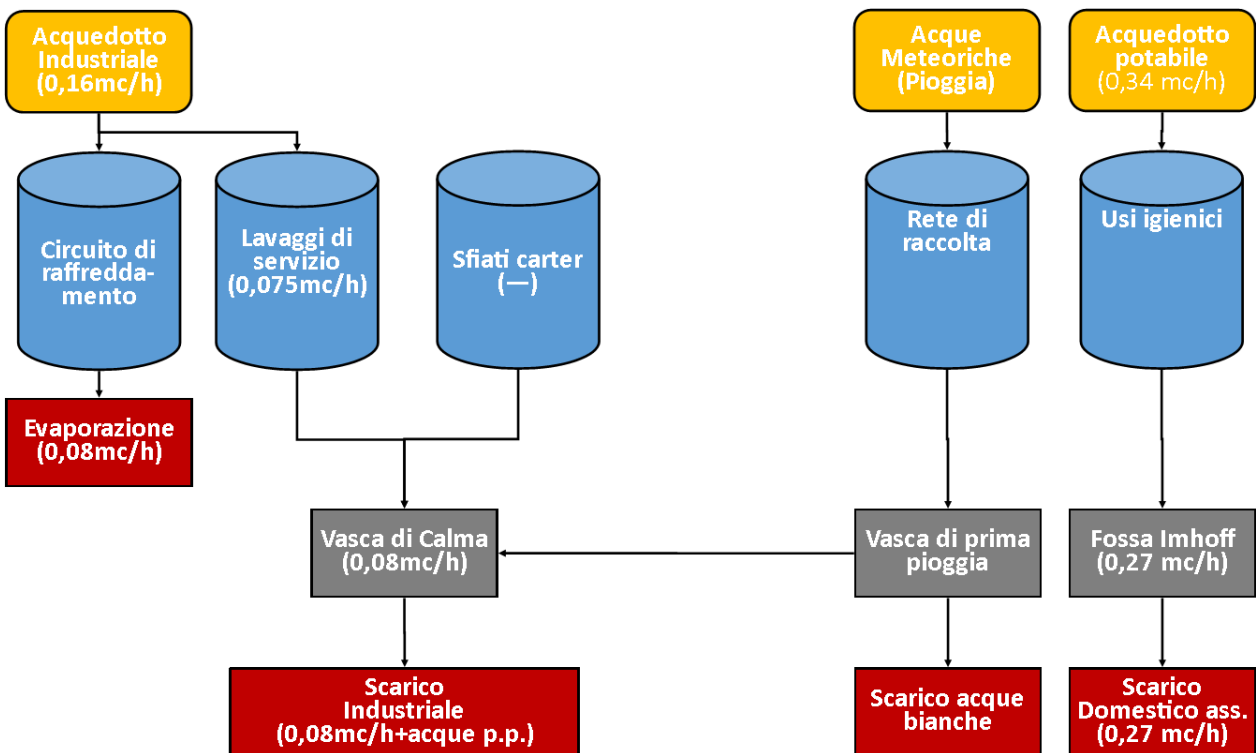 Acquedotto
Industriale
(0,16mc/h)
Acque
Meteoriche
(Pioggia)
Acquedotto
potabile
(0,34 mc/h)
Circuito di
raffredda-
mento
Lavaggi di
servizio
(0,075mc/h)
Sfiati carter
(—)
Rete di
raccolta
Usi igienici
Evaporazione
(0,08mc/h)
Vasca di Calma
(0,08mc/h)
Vasca di prima
pioggia
Fossa Imhoff
(0,27 mc/h)
Scarico
Industriale
(0,08mc/h+acque p.p.)
Scarico acque
bianche
Scarico
Domestico ass.
(0,27 mc/h)